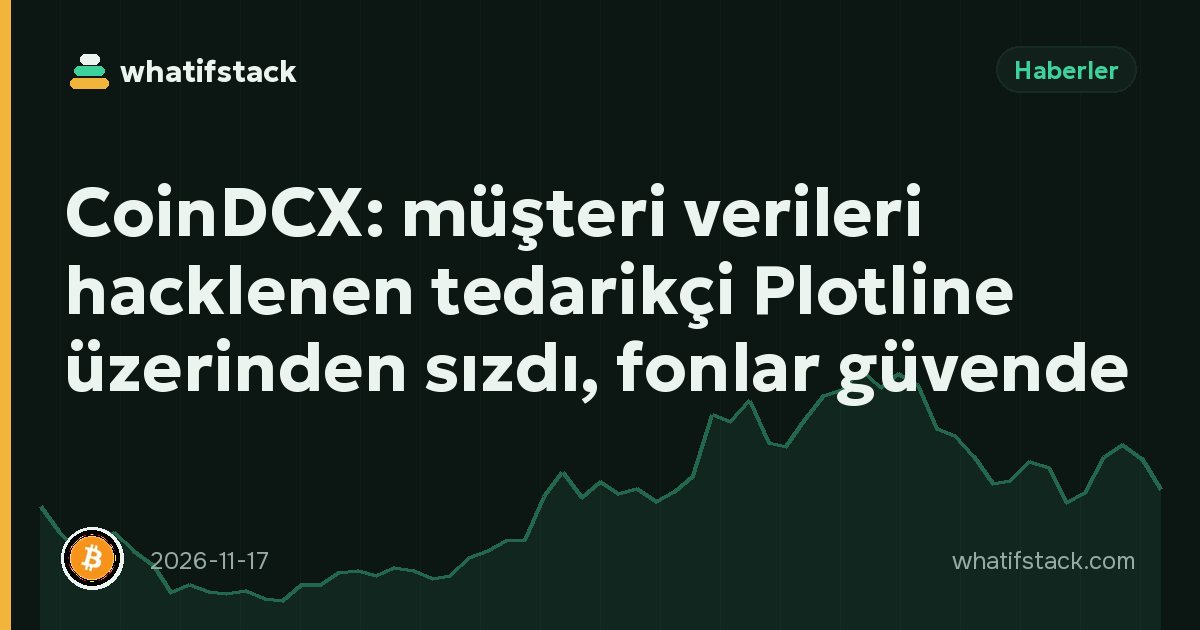 whatifstack
Haberler
CoinDCX: müşteri verileri
hacklenen tedarikçi Plotline
üzerinden sızdı, fonlar güvende
2026-11-17
whatifstack.com